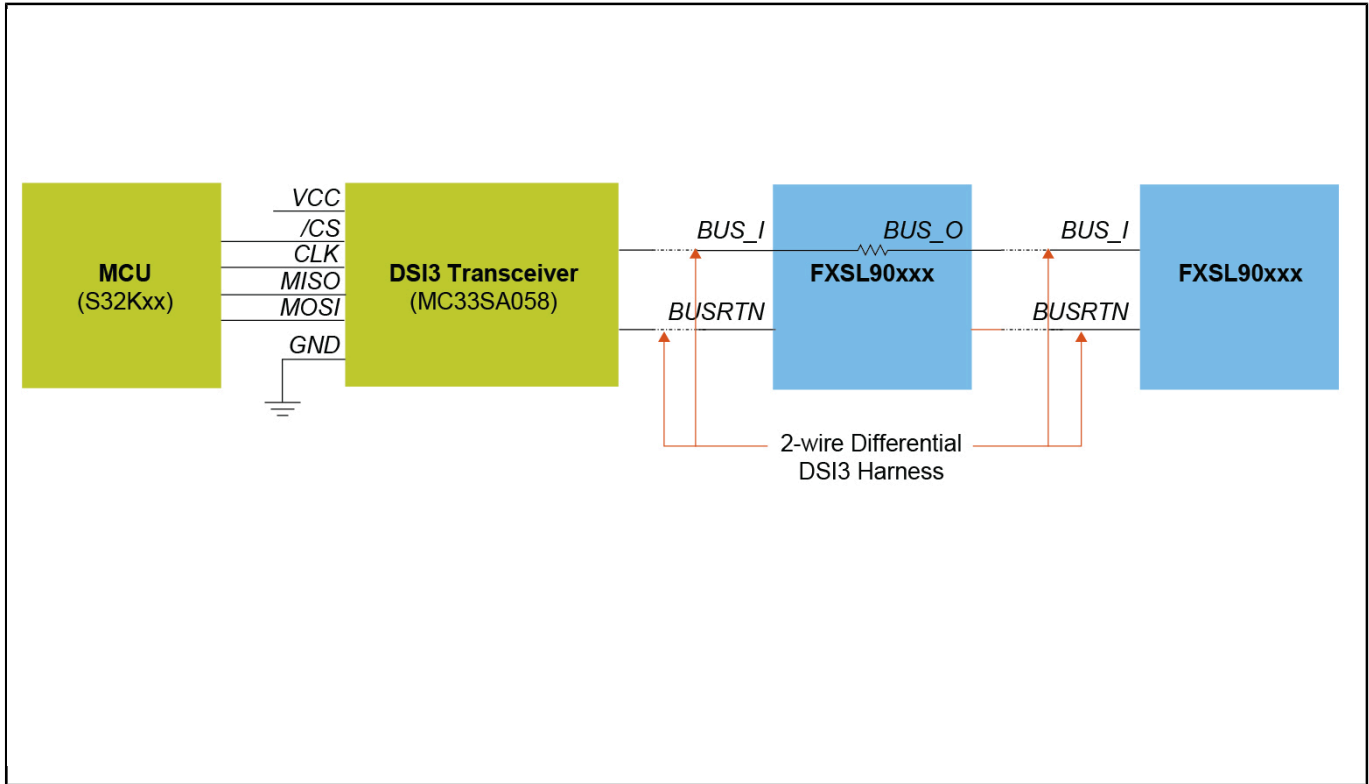 MCU
(S32Kxx)
VCC
/CS
CLK
MISO
MOSI
GND
DSI3 Transceiver
(MC33SA058)
BUS_I
BUSRTN
BUS_O
FXSL90xxx
BUS_I
BUSRTN
FXSL90xxx
2-wire Differential
DSI3 Harness